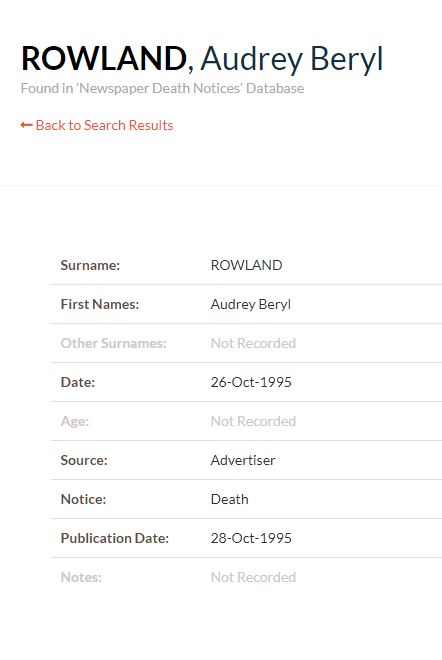 ROWLAND, Audrey Beryl
Found in 'Newspaper Death Notices' Database
Back to Search Results
Surname: ROWLAND
First Names: Audrey Beryl
Other Surnames: Not Recorded
Date: 26-Oct-1995
Age: Not Recorded
Source: Advertiser
Notice: Death
Publication Date: 28-Oct-1995
Notes: Not Recorded